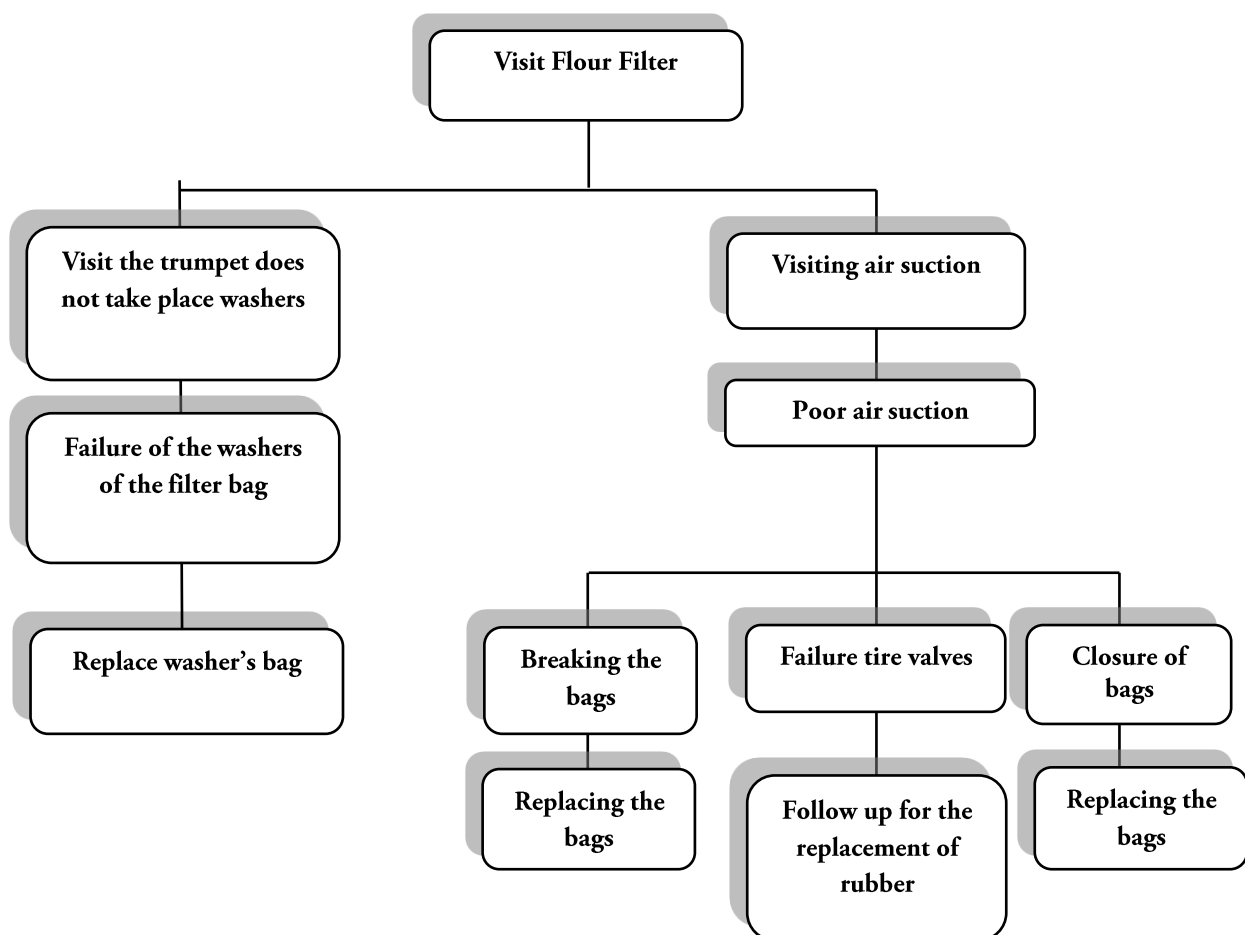 Visit Flour Filter
Visit the trumpet does
not take place washers
Visiting air suction
Poor air suction
Failure of the washers
of the filter bag
Replace washer’s bag
Breaking the
bags
Failure tire valves
Closure of
bags
Replacing the
bags
Follow up for the
replacement of
rubber
Replacing the
bags